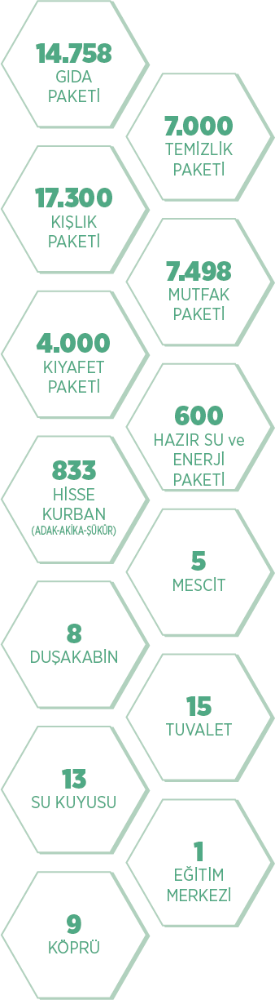 14.758
GIDA
PAKETİ
7.000
TEMİZLİK
PAKETİ
17.300
KIŞLIK
PAKETİ
7.498
MUTFAK
PAKETİ
4.000
KIYAFET
PAKETİ
600
HAZIR SU ve
ENERJİ
PAKETİ
833
HİSSE
KURBAN
(ADAK-AKİKA-ŞÜKÜR)
5
MESCİT
8
DUŞAKABİN
15
TUVALET
13
SU KUYUSU
1
EĞİTİM
MERKEZİ
9
KÖPRÜ